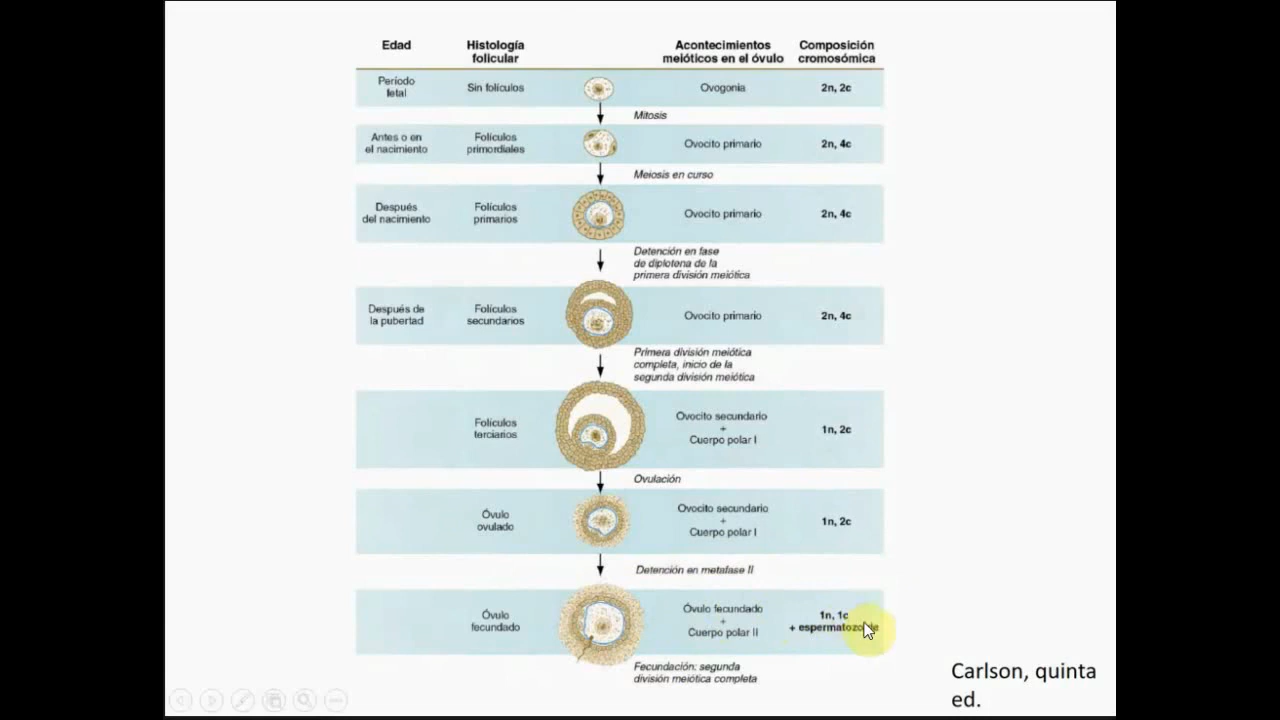 Edad
Histología
folicular
Acontecimientos
meióticos en el óvulo
Composición
cromosómica
Período
fetal
Sin folículos
Ovogonia
2n, 2c
Mitosis
Antes o en
el nacimiento
Folículos
primordiales
Ovocito primario
2n, 4c
Meiosis en curso
Después
del nacimiento
Folículos
primarios
Ovocito primario
2n, 4c
Detención en fase
de diplotena de la
primera división meiótica
Después de
la pubertad
Folículos
secundarios
Ovocito primario
2n, 4c
Primera división meiótica
completa, inicio de la
segunda división meiótica
Folículos
terciarios
Ovocito secundario
+
Cuerpo polar I
1n, 2c
Ovulación
Óvulo
ovulado
Ovocito secundario
+
Cuerpo polar I
1n, 2c
Detención en metafase II
Óvulo
fecundado
Óvulo fecundado
+
Cuerpo polar II
1n, 1c
+
Fecundación: segunda
división meiótica completa
Carlson, quinta
ed.